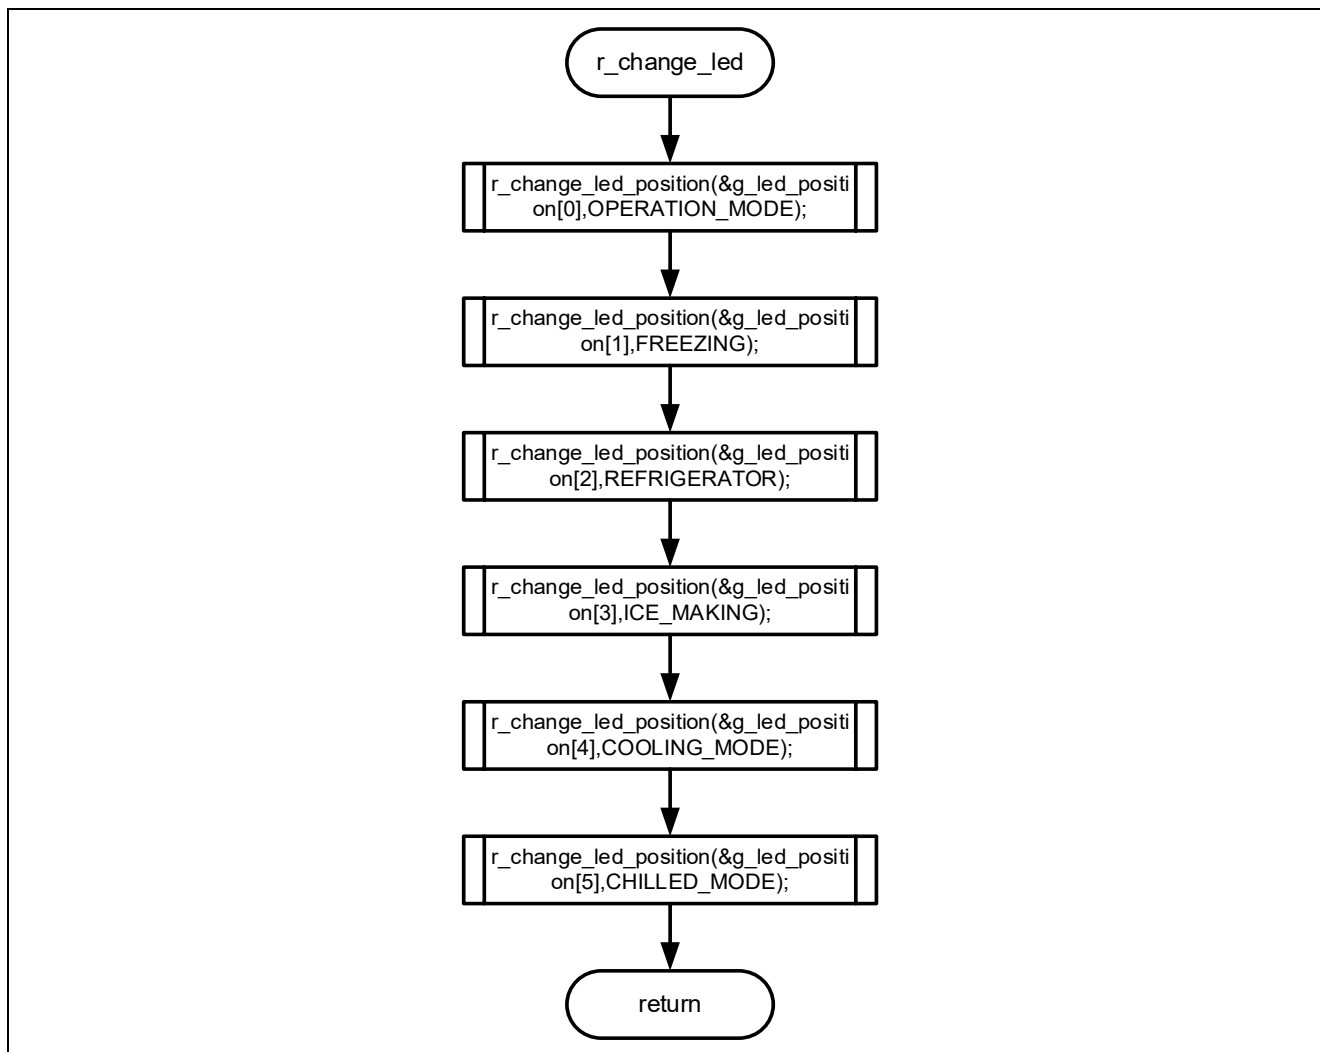 r_change_led
r_change_led_position(&g_led_positi
on[0],OPERATION_MODE);
r_change_led_position(&g_led_positi
on[1],FREEZING);
r_change_led_position(&g_led_positi
on[2],REFRIGERATOR);
r_change_led_position(&g_led_positi
on[3],ICE_MAKING);
r_change_led_position(&g_led_positi
on[4],COOLING_MODE);
r_change_led_position(&g_led_positi
on[5],CHILLED_MODE);
return